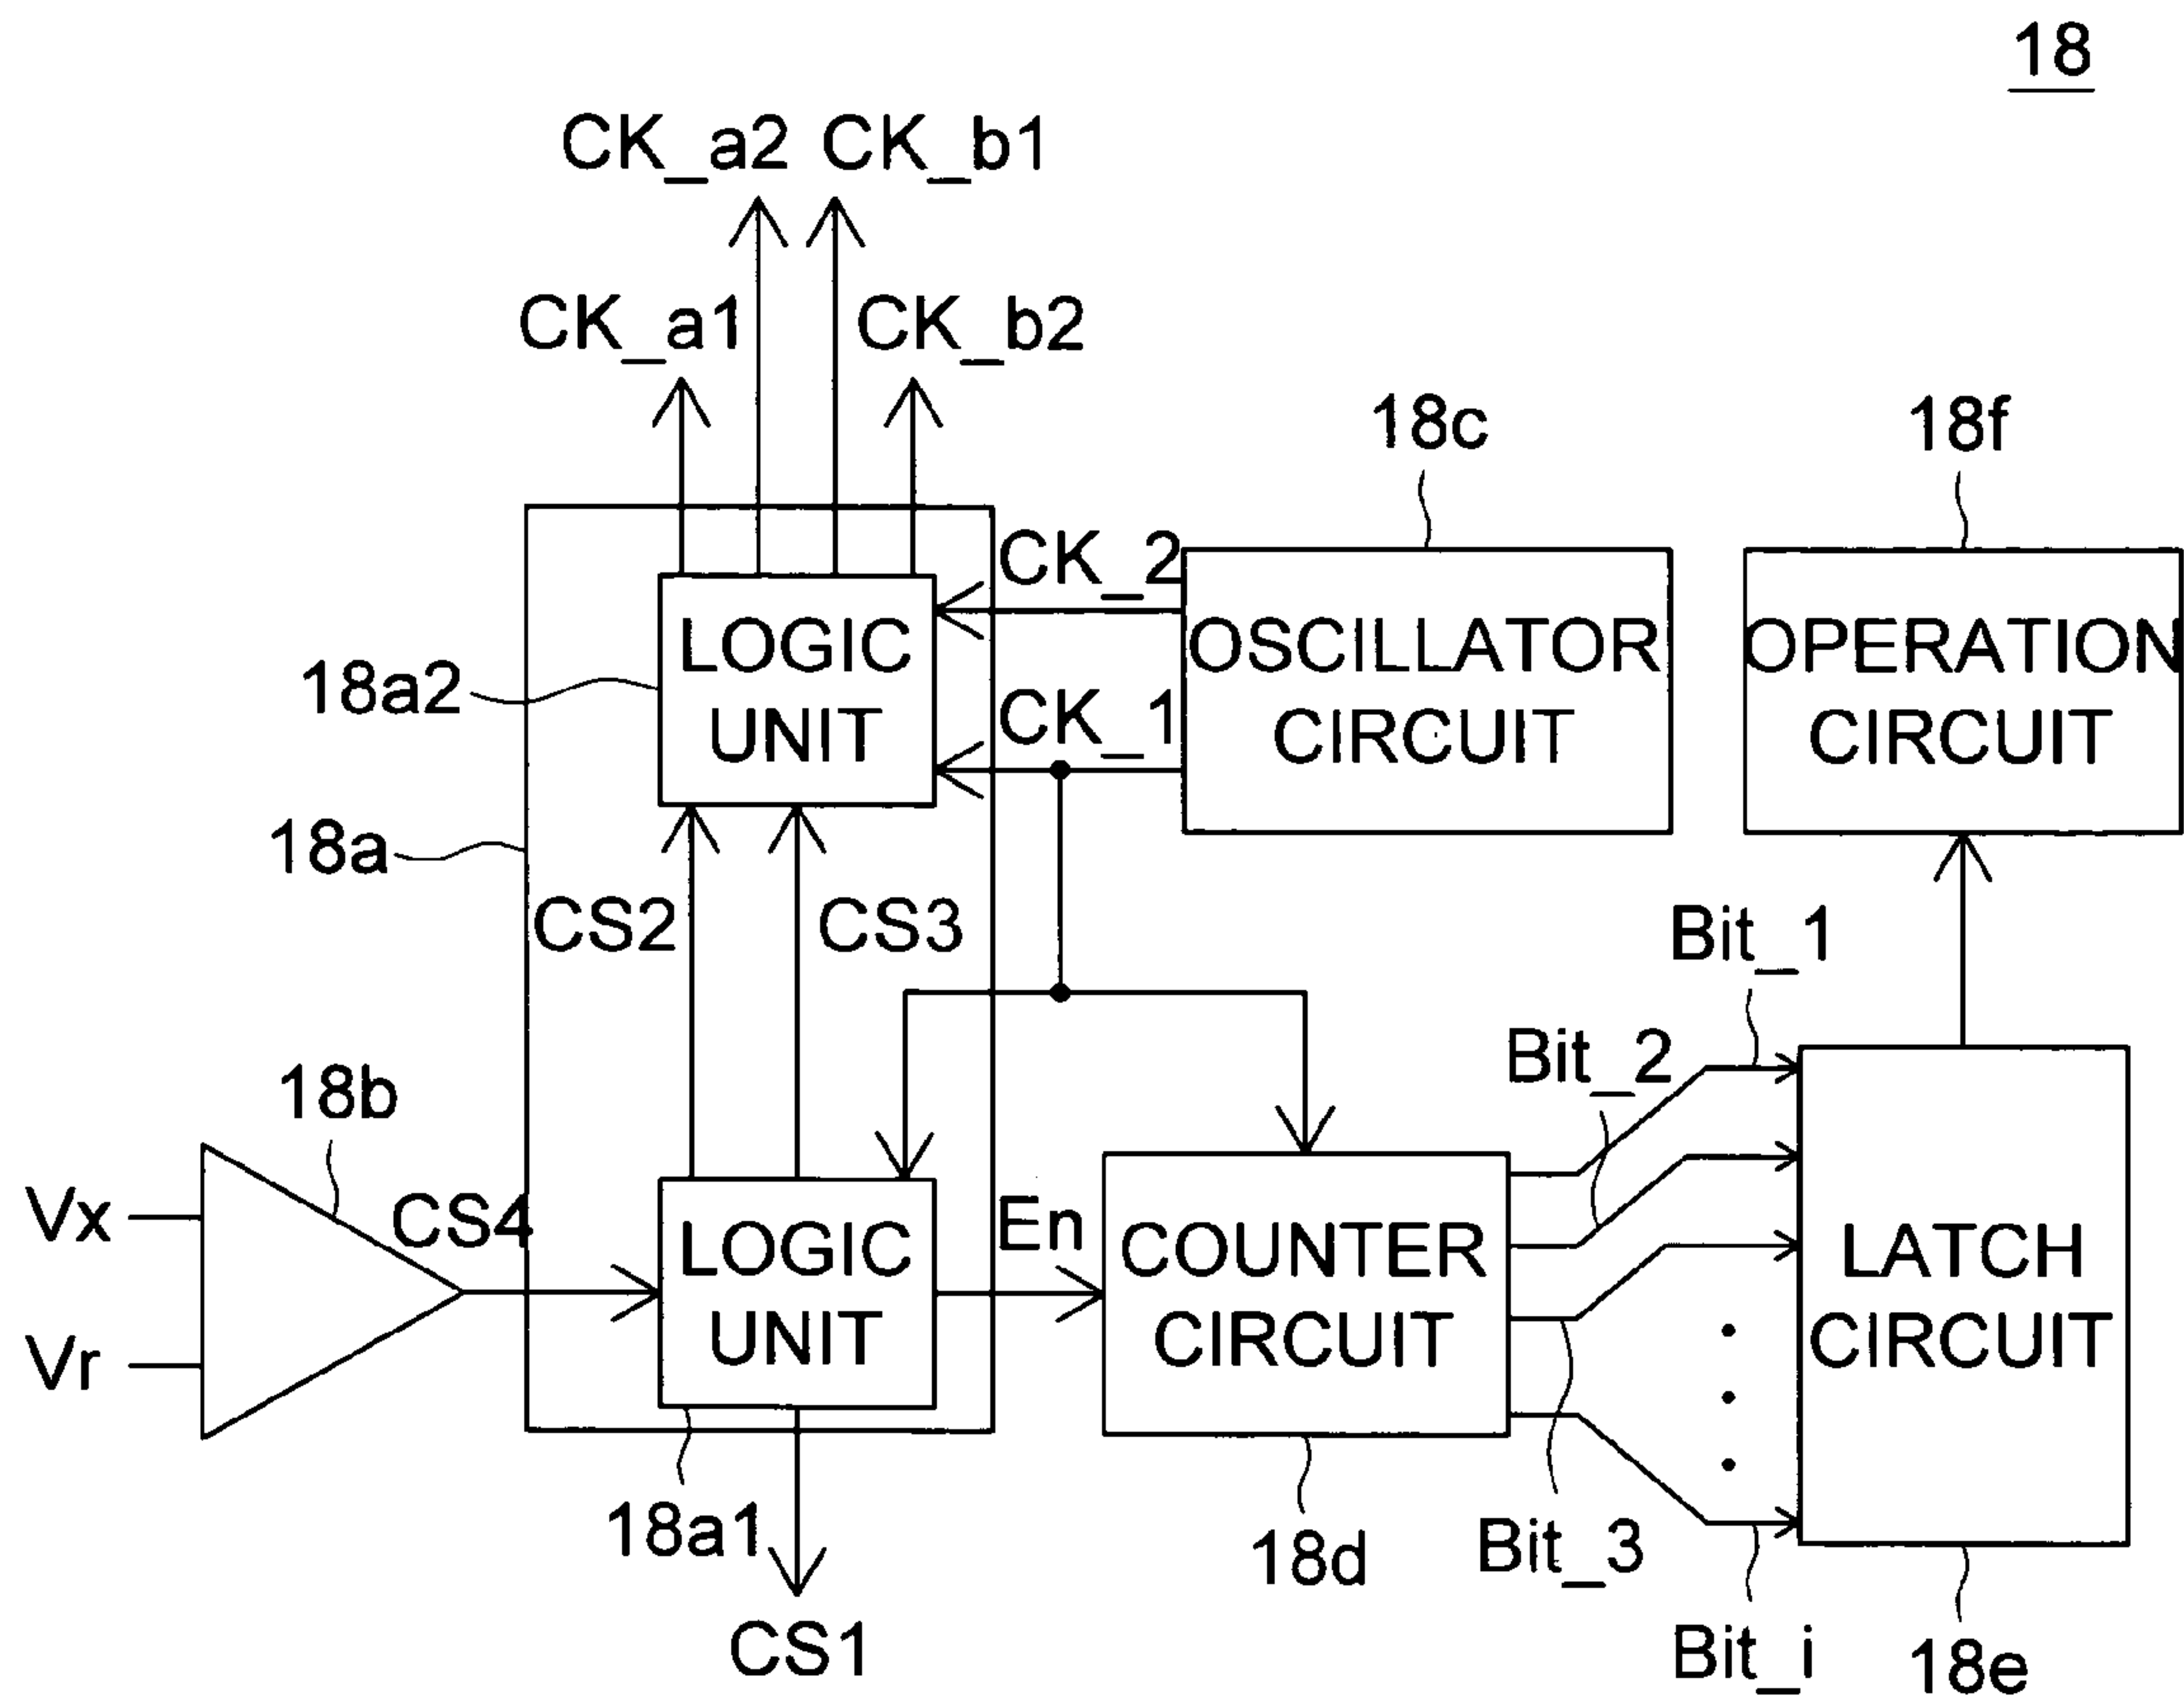 18
CK_a2 CK_b1
CK_a1 CK_b2
18c
18f
CK_2
LOGIC
UNIT
OSCILLATOR
CIRCUIT
OPERATION
CIRCUIT
18a2
CK_1
18a
CS2
CS3
Bit_1
Bit_2
18b
Vx
CS4
LOGIC
UNIT
En
COUNTER
CIRCUIT
LATCH
CIRCUIT
Vr
18a1
18d
Bit_3
CS1
Bit_i
18e